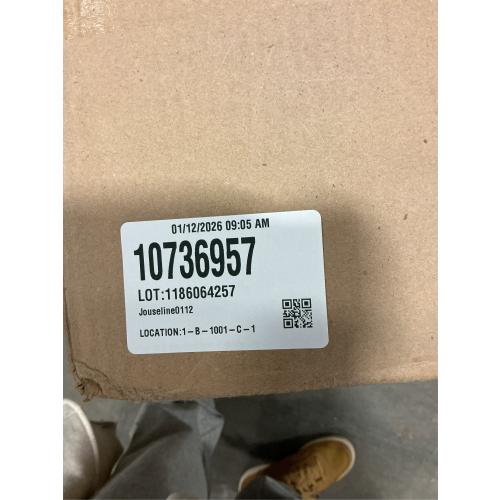 01/12/2026 09:05 AM
10736957
LOT:1186064257
Jouseline0112
LOCATION:1-B-1001-C-1